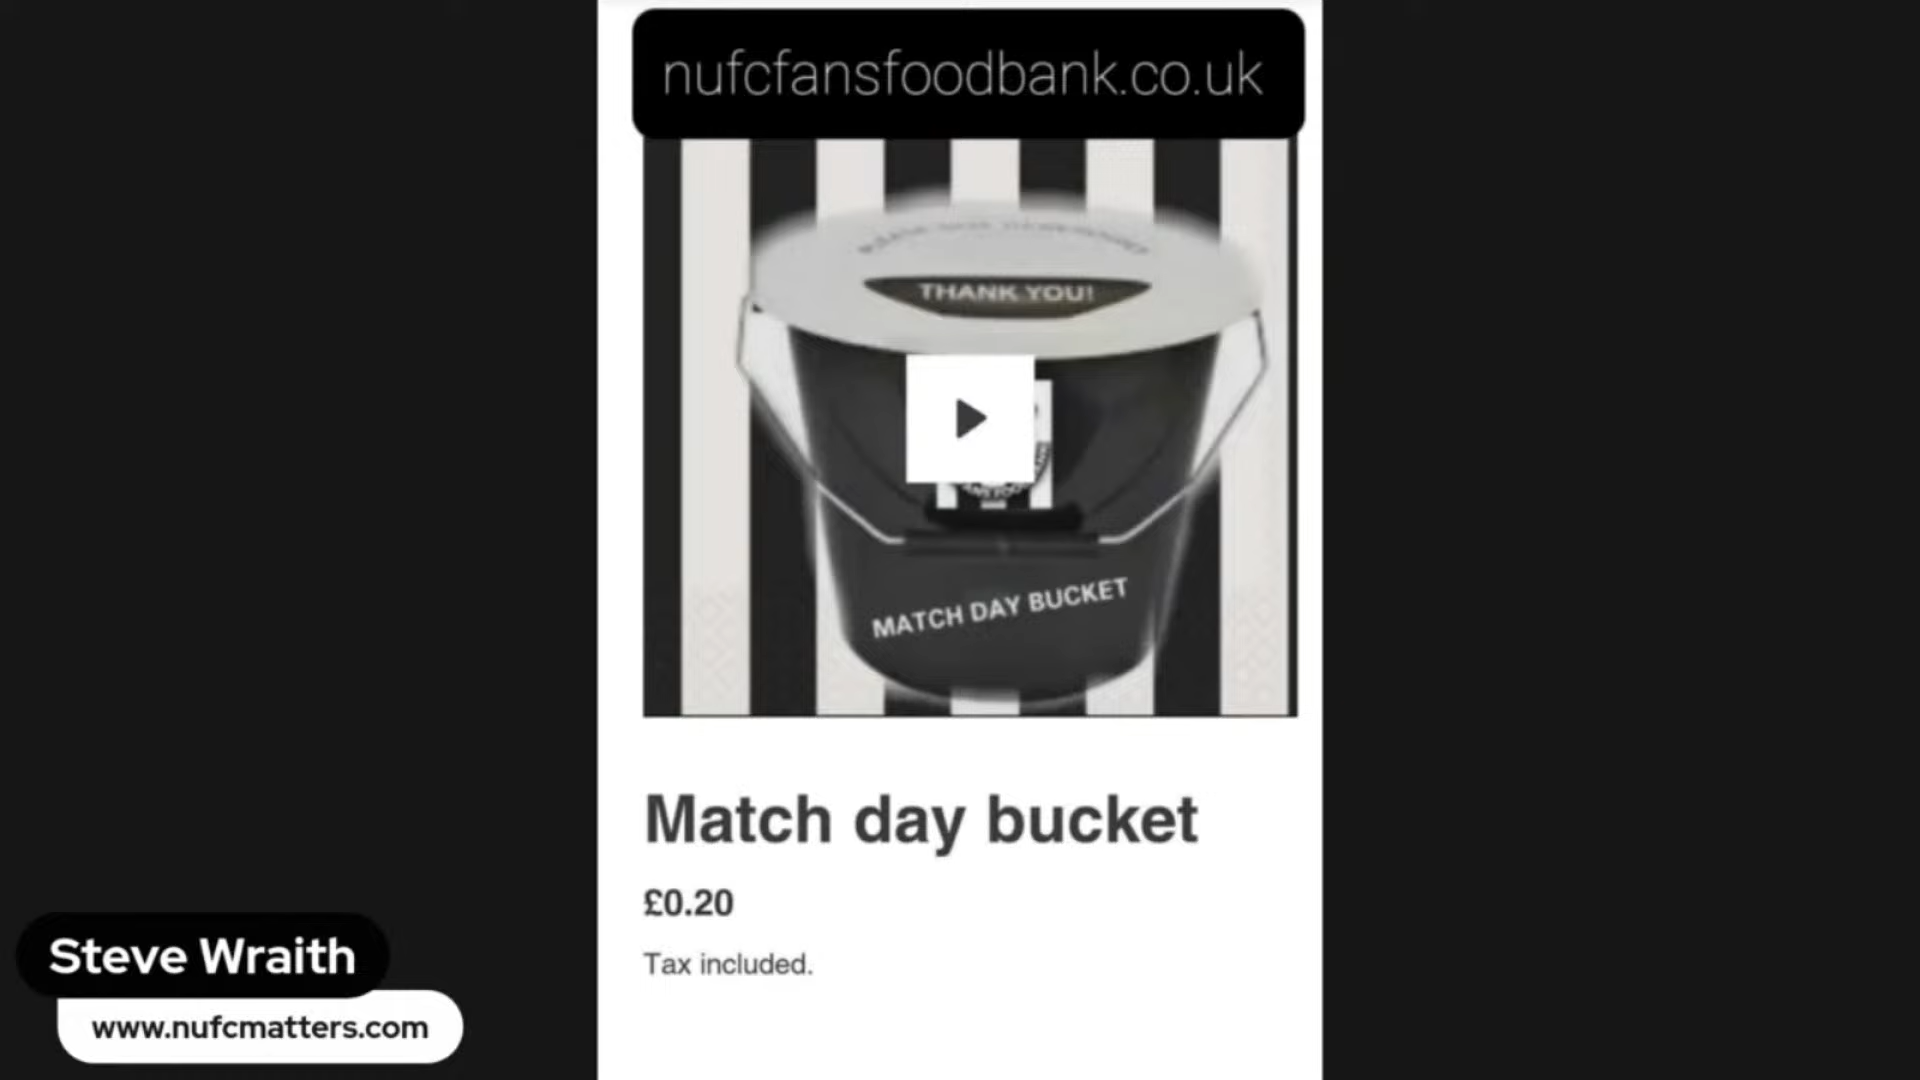 nufcfansfoodbank.co.uk
THANK YOU!
MATCH DAY BUCKET
Match day bucket
£0.20
Tax included.
Steve Wraith
www.nufcmatters.com